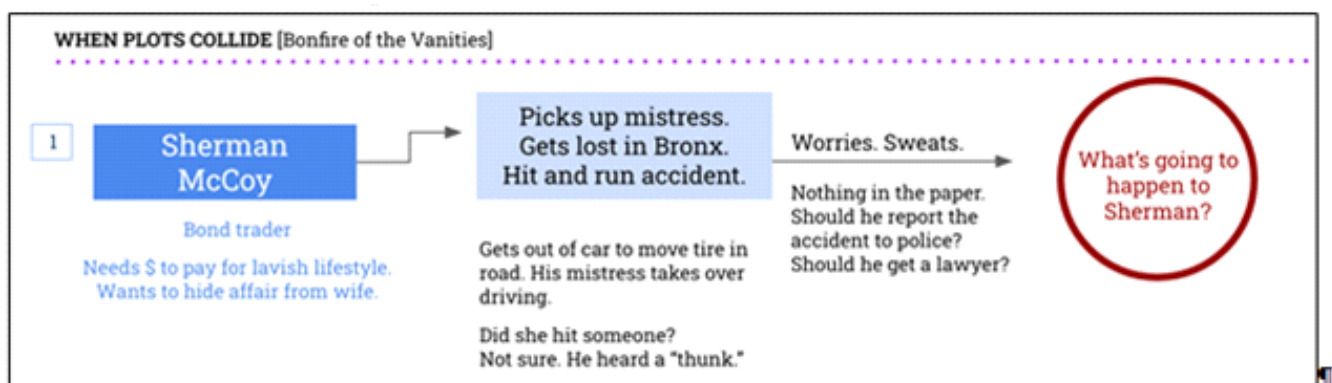 WHEN PLOTS COLLIDE [Bonfire of the Vanities]
1
Sherman
McCoy
Bond trader
Needs $ to pay for lavish lifestyle.
Wants to hide affair from wife.
Picks up mistress.
Gets lost in Bronx.
Hit and run accident.
Gets out of car to move tire in
road. His mistress takes over
driving.
Did she hit someone?
Not sure. He heard a “thunk.”
Worries. Sweats.
Nothing in the paper.
Should he report the
accident to police?
Should he get a lawyer?
What’s going to
happen to
Sherman?